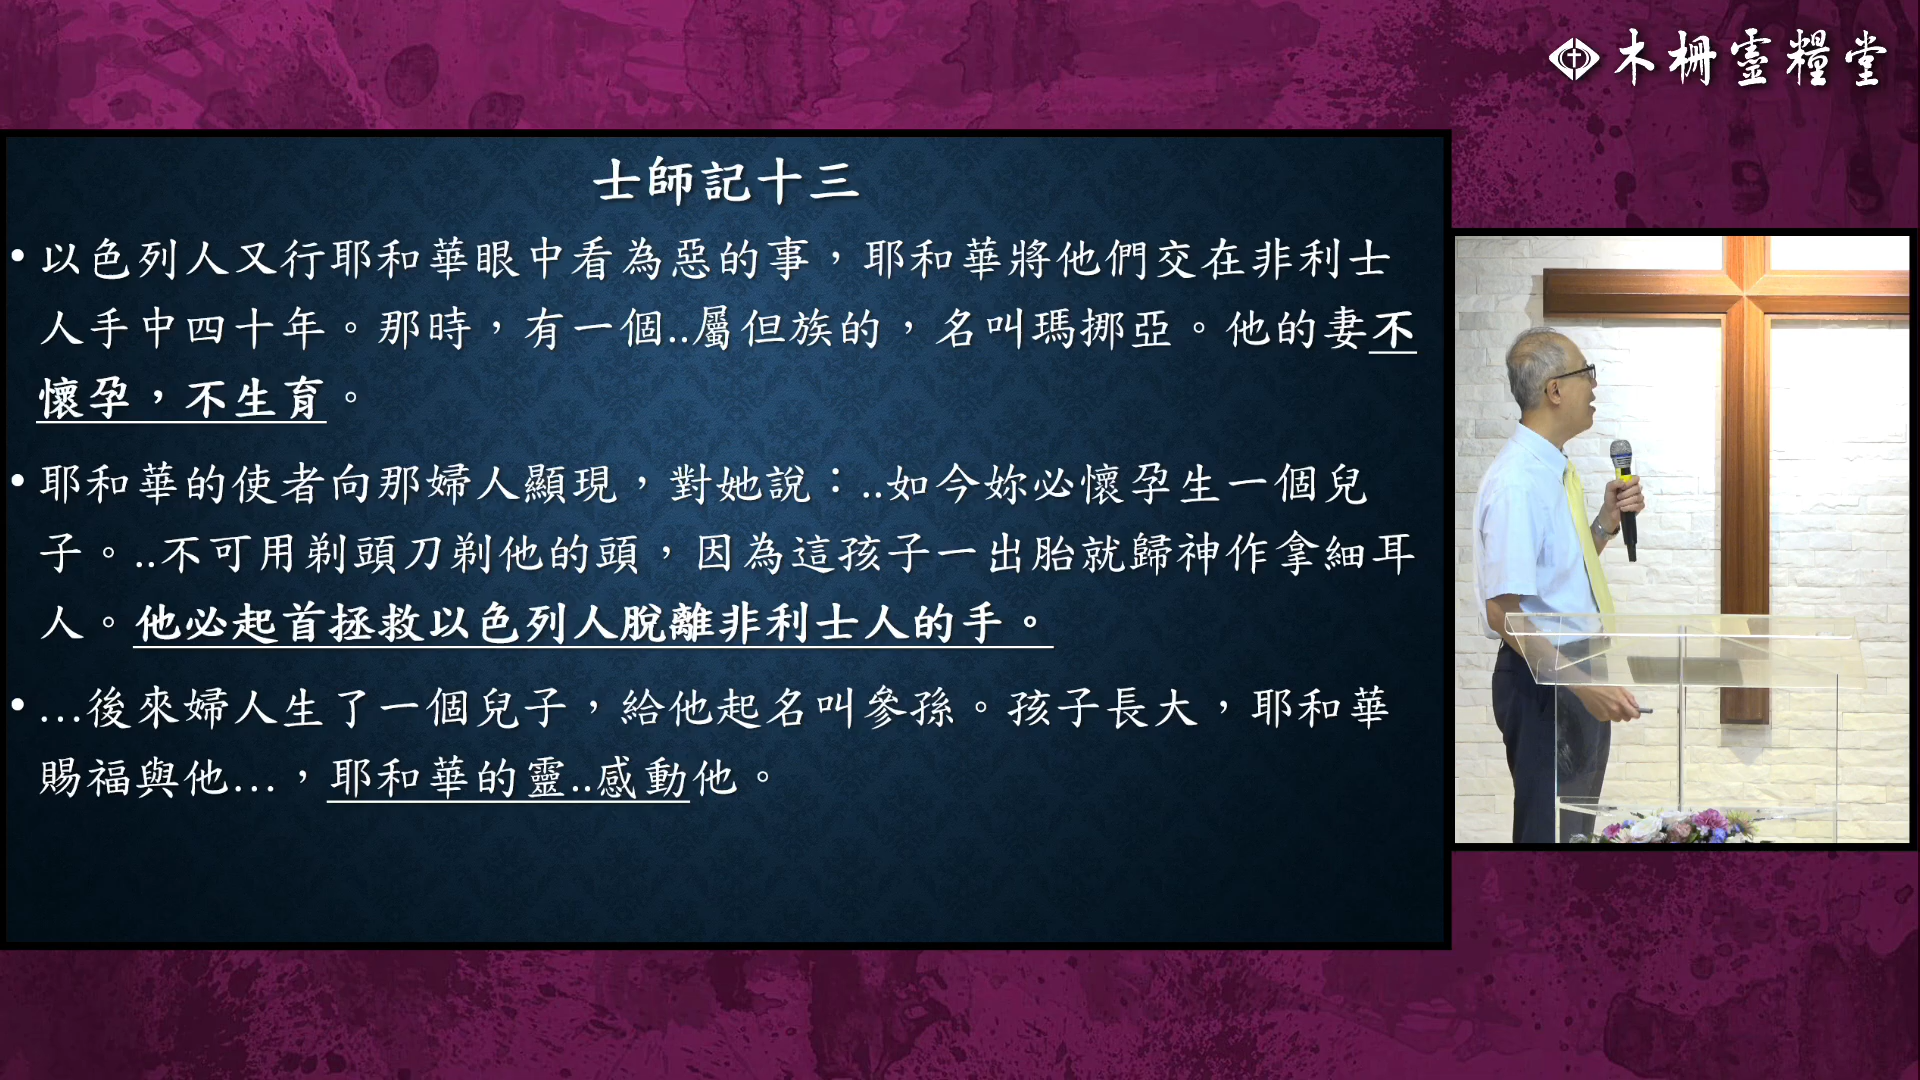 木柵靈糧堂
士師記十三
•以色列人又行耶和華眼中看為惡的事，耶和華將他們交在非利士
人手中四十年。那時，有一個..屬但族的，名叫瑪挪亞。他的妻不
懷孕，不生育。
•耶和華的使者向那婦人顯現，對她說：..如今妳必懷孕生一個兒
子。..不可用剃頭刀剃他的頭，因為這孩子一出胎就歸神作拿細耳
人。他必起首拯救以色列人脫離非利士人的手。
•…後來婦人生了一個兒子，給他起名叫參孫。孩子長大，耶和華
賜福與他…，耶和華的靈..感動他。